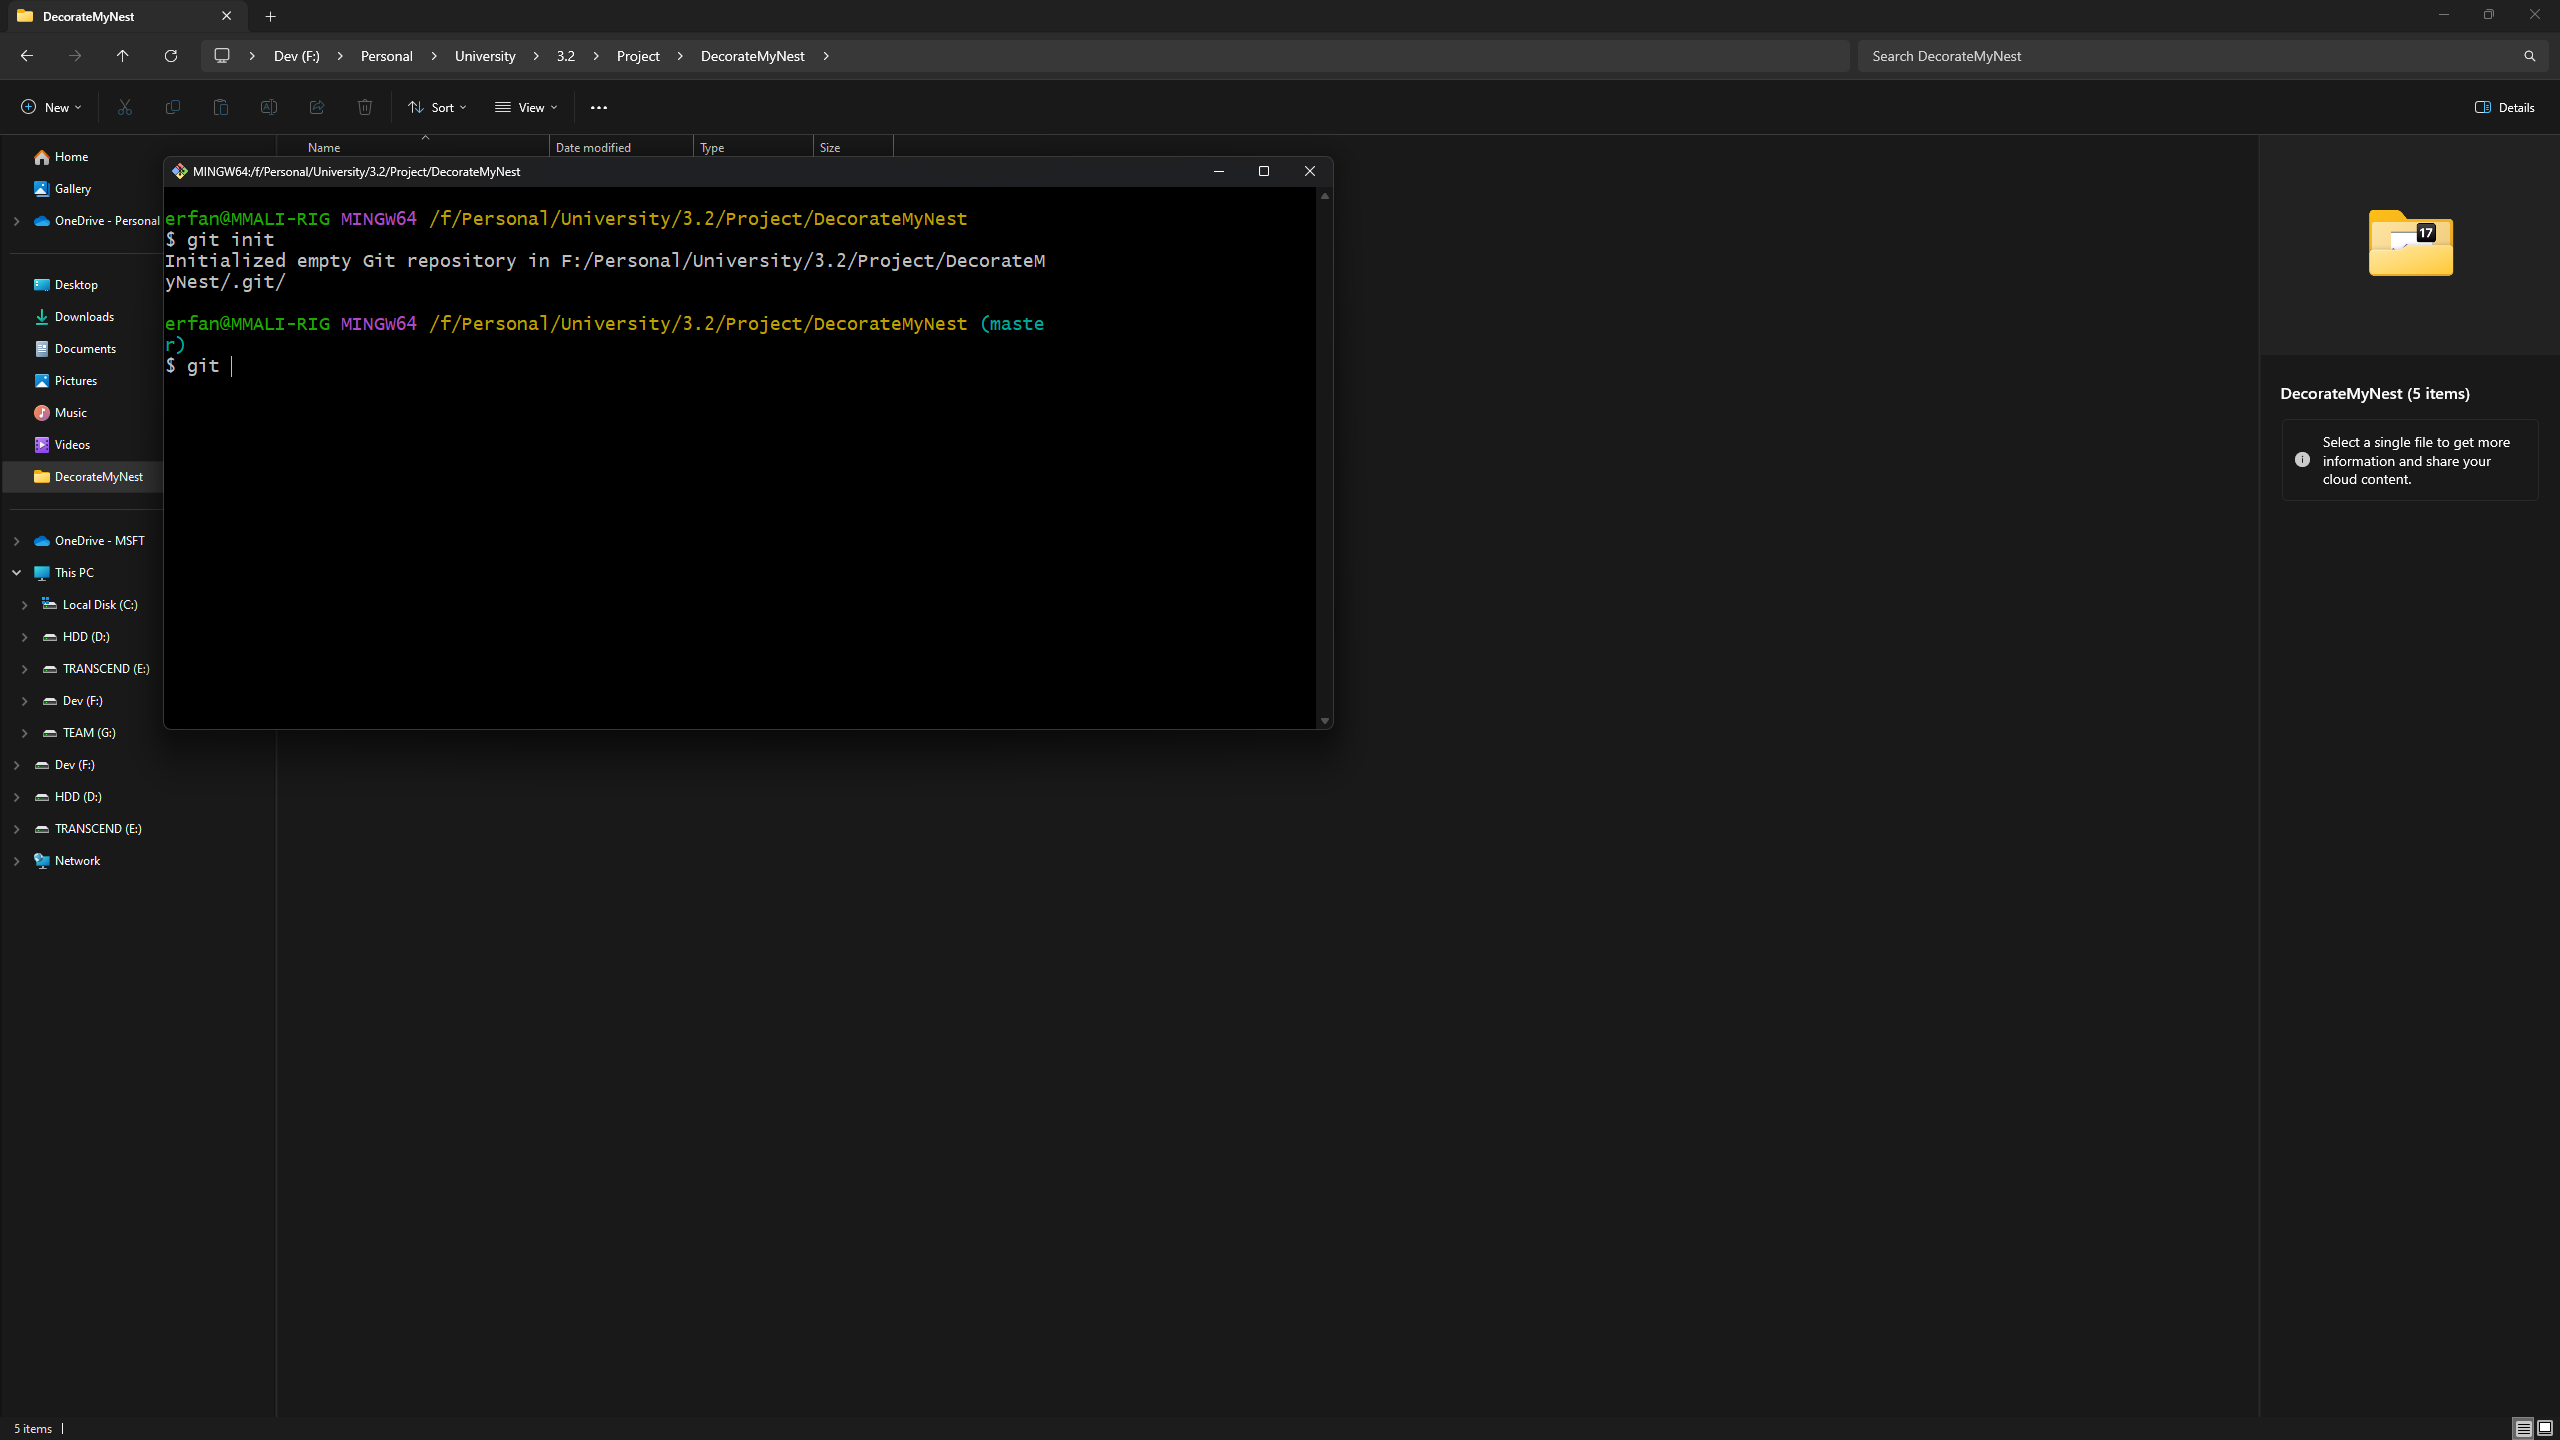 DecorateMyNest
Dev (F:) Personal University 3.2 Project DecorateMyNest
Search DecorateMyNest
New
Sort
View
Details
Home
Gallery
OneDrive - Personal
Desktop
Downloads
Documents
Pictures
Music
Videos
DecorateMyNest
OneDrive - MSFT
This PC
Local Disk (C:)
HDD (D:)
TRANSCEND (E:)
Dev (F:)
TEAM (G:)
Dev (F:)
HDD (D:)
TRANSCEND (E:)
Network
Name Date modified Type Size
MINGW64:/f/Personal/University/3.2/Project/DecorateMyNest
erfan@MMALI-RIG MINGW64 /f/Personal/University/3.2/Project/DecorateMyNest
$ git init
Initialized empty Git repository in F:/Personal/University/3.2/Project/DecorateM
yNest/.git/
erfan@MMALI-RIG MINGW64 /f/Personal/University/3.2/Project/DecorateMyNest (maste
r)
$ git
17
DecorateMyNest (5 items)
Select a single file to get more
information and share your
cloud content.
5 items